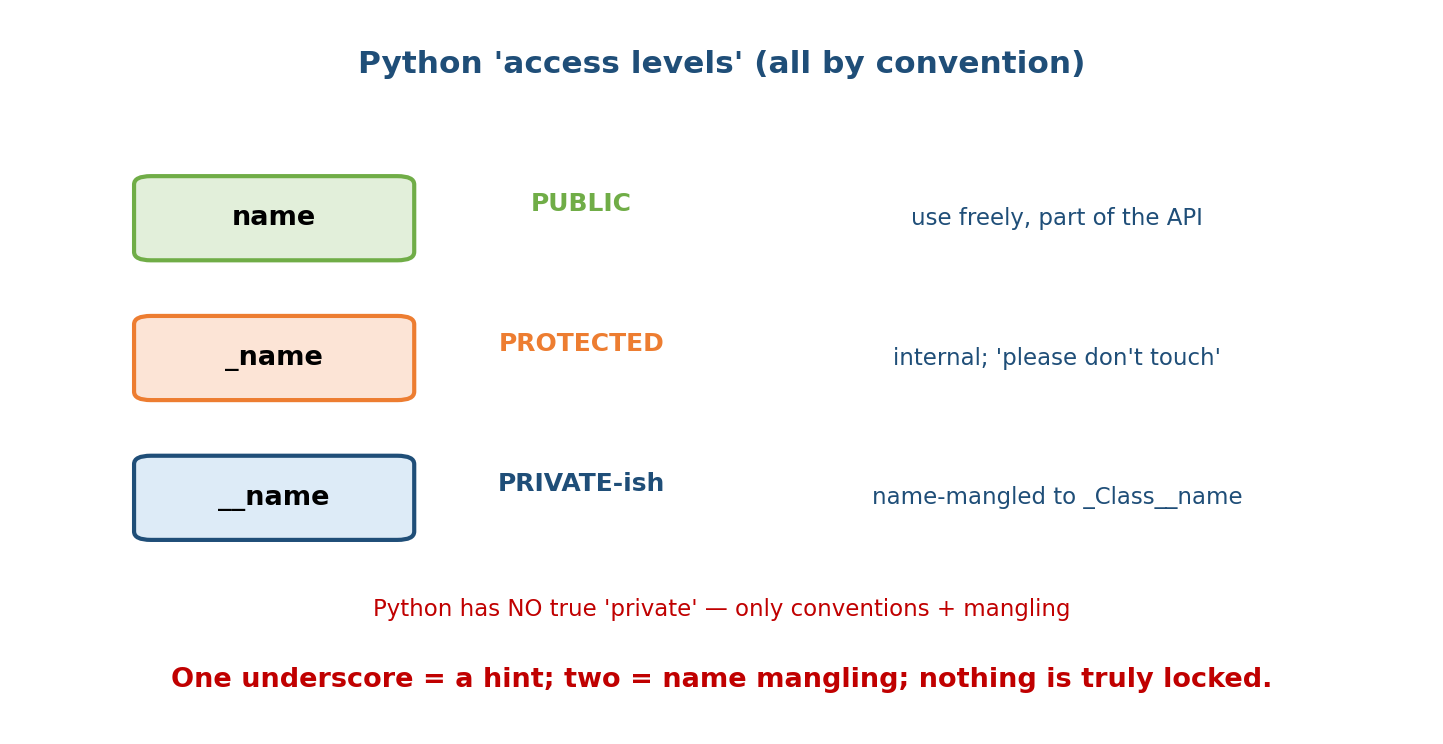 Python 'access levels' (all by convention)
name PUBLIC use freely, part of the API
_name PROTECTED internal; 'please don't touch'
__name PRIVATE-ish name-mangled to _Class__name
Python has NO true 'private' — only conventions + mangling
One underscore = a hint; two = name mangling; nothing is truly locked.